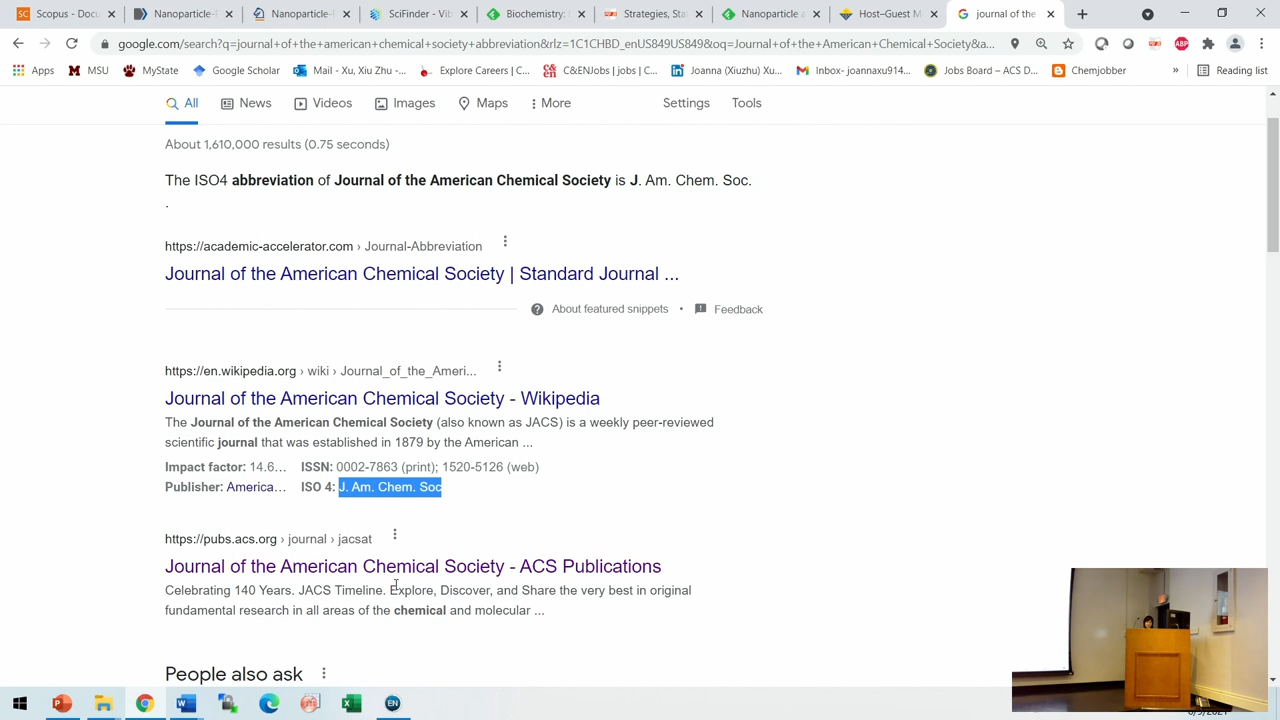 Scopus - Docu
Nanoparticle-
Nanoparticle-
SciFinder - Vib
Biochemistry: L
Strategies, Sta
Nanoparticle a
Host–Guest M
journal of the
google.com/search?q=journal+of+the+american+chemical+society+abbreviation&rlz=1C1CHBD_enUS849US849&oq=Journal+of+the+American+Chemical+Society&a...
Apps
MSU
MyState
Google Scholar
Mail - Xu, Xiu Zhu -...
Explore Careers | C...
C&ENJobs | jobs | C...
Joanna (Xiuzhu) Xu...
Inbox- joannaxu914...
Jobs Board – ACS D...
Chemjobber
»
Reading list
All
News
Videos
Images
Maps
More
Settings
Tools
About 1,610,000 results (0.75 seconds)
The ISO4 abbreviation of Journal of the American Chemical Society is J. Am. Chem. Soc.
.
https://academic-accelerator.com › Journal-Abbreviation
Journal of the American Chemical Society | Standard Journal ...
About featured snippets • Feedback
https://en.wikipedia.org › wiki › Journal_of_the_Ameri...
Journal of the American Chemical Society - Wikipedia
The Journal of the American Chemical Society (also known as JACS) is a weekly peer-reviewed
scientific journal that was established in 1879 by the American ...
Impact factor: 14.6... ISSN: 0002-7863 (print); 1520-5126 (web)
Publisher: America... ISO 4: J. Am. Chem. Soc
https://pubs.acs.org › journal › jacsat
Journal of the American Chemical Society - ACS Publications
Celebrating 140 Years. JACS Timeline. Explore, Discover, and Share the very best in original
fundamental research in all areas of the chemical and molecular ...
People also ask